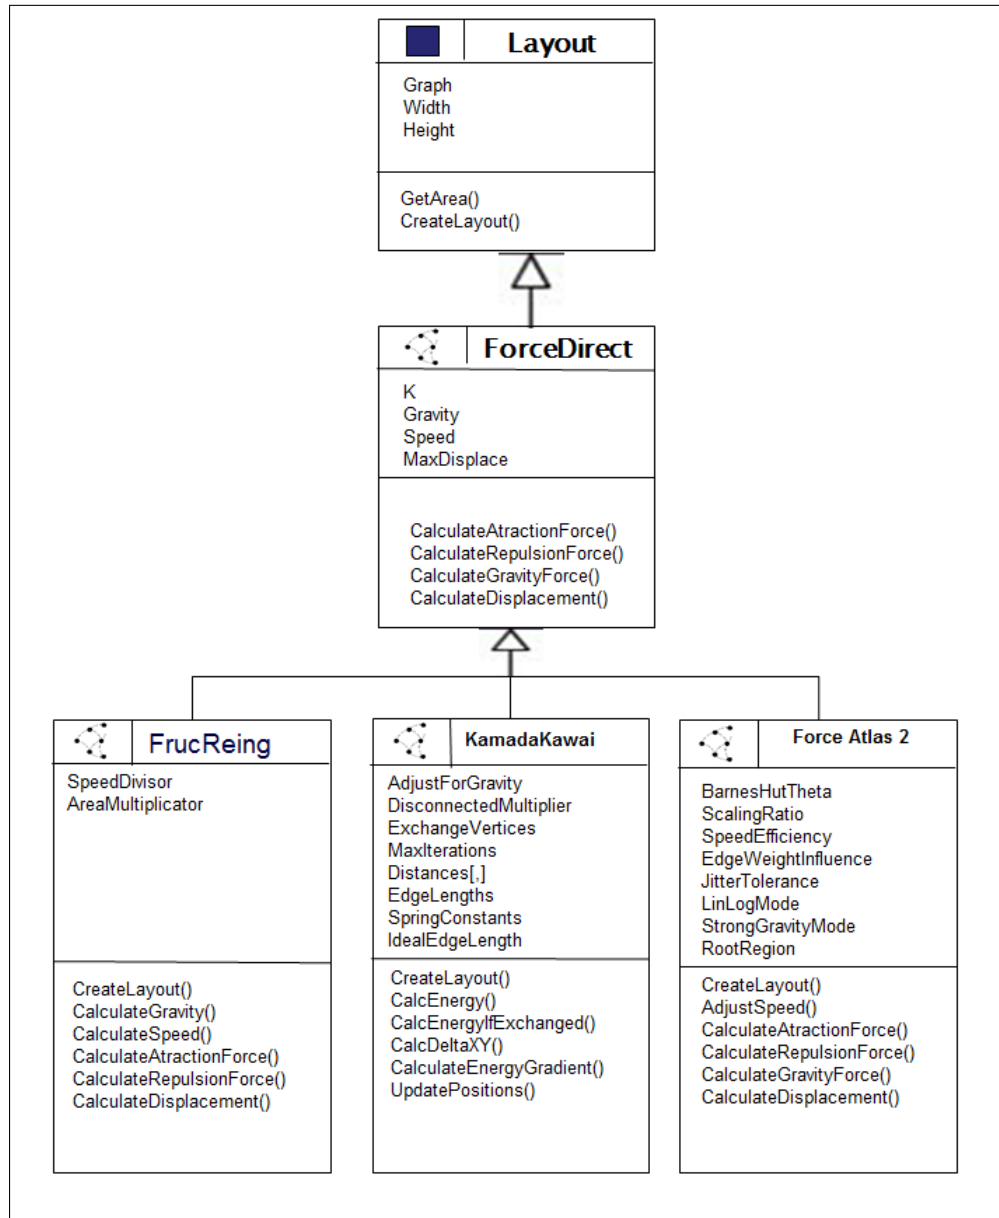 Layout
Graph
Width
Height
GetArea()
CreateLayout()
ForceDirect
K
Gravity
Speed
MaxDisplace
CalculateAtractionForce()
CalculateRepulsionForce()
CalculateGravityForce()
CalculateDisplacement()
FrucReing
SpeedDivisor
AreaMultiplicator
CreateLayout()
CalculateGravity()
CalculateSpeed()
CalculateAtractionForce()
CalculateRepulsionForce()
CalculateDisplacement()
KamadaKawai
AdjustForGravity
DisconnectedMultiplier
ExchangeVertices
MaxIterations
Distances[,]
EdgeLengths
SpringConstants
IdealEdgeLength
CreateLayout()
CalcEnergy()
CalcEnergyIfExchanged()
CalcDeltaXY()
CalculateEnergyGradient()
UpdatePositions()
Force Atlas 2
BarnesHutTheta
ScalingRatio
SpeedEfficiency
EdgeWeightInfluence
JitterTolerance
LinLogMode
StrongGravityMode
RootRegion
CreateLayout()
AdjustSpeed()
CalculateAtractionForce()
CalculateRepulsionForce()
CalculateGravityForce()
CalculateDisplacement()